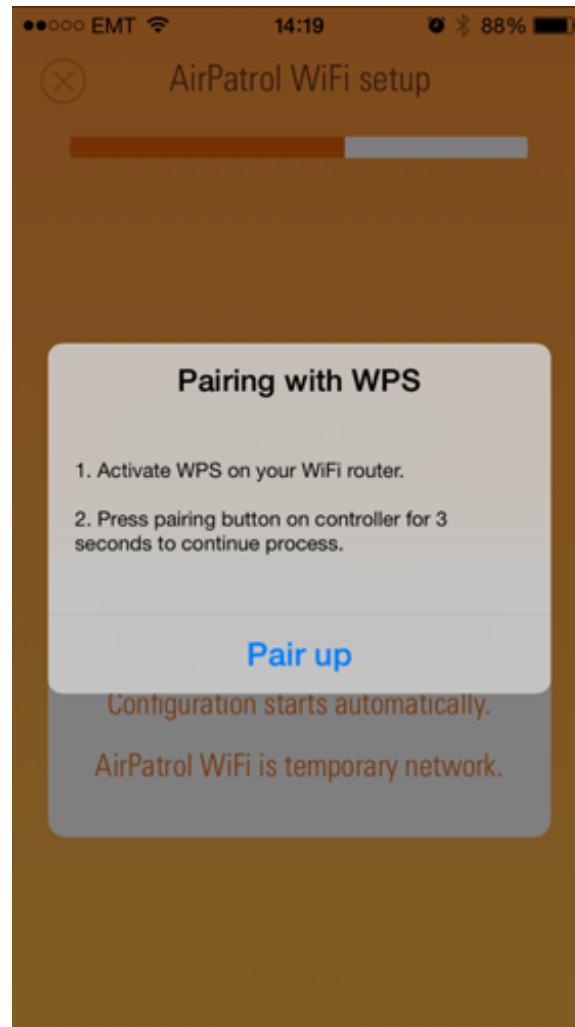 EMT 14:19 88%
AirPatrol WiFi setup
Pairing with WPS
1. Activate WPS on your WiFi router.
2. Press pairing button on controller for 3
seconds to continue process.
Pair up
Configuration starts automatically.
AirPatrol WiFi is temporary network.